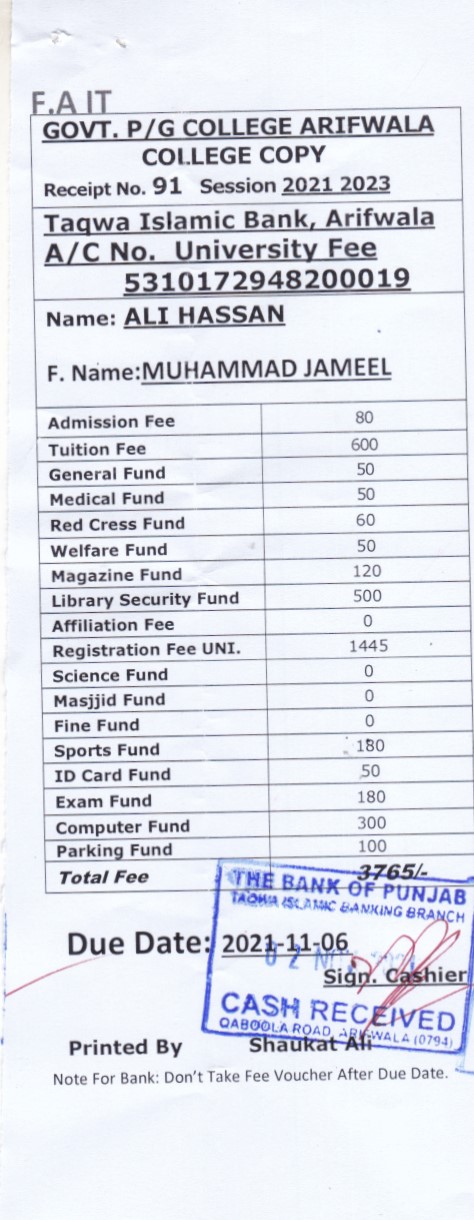 F.A IT
GOVT. P/G COLLEGE ARIFWALA
COLLEGE COPY
Receipt No. 91 Session 2021 2023
Taqwa Islamic Bank, Arifwala
A/C No. University Fee
5310172948200019
Name: ALI HASSAN
F. Name:MUHAMMAD JAMEEL
Admission Fee 80
Tuition Fee 600
General Fund 50
Medical Fund 50
Red Cress Fund 60
Welfare Fund 50
Magazine Fund 120
Library Security Fund 500
Affiliation Fee 0
Registration Fee UNI. 1445
Science Fund 0
Masjjid Fund 0
Fine Fund 0
Sports Fund 180
ID Card Fund 50
Exam Fund 180
Computer Fund 300
Parking Fund 100
Total Fee 3765/-
THE BANK OF PUNJAB
TAQWA ISLAMIC BANKING BRANCH
Due Date: 2021-11-06
02 NOV
Sign. Cashier
CASH RECEIVED
QABOOLA ROAD, ARIFWALA (0794)
Printed By Shaukat Ali
Note For Bank: Don't Take Fee Voucher After Due Date.